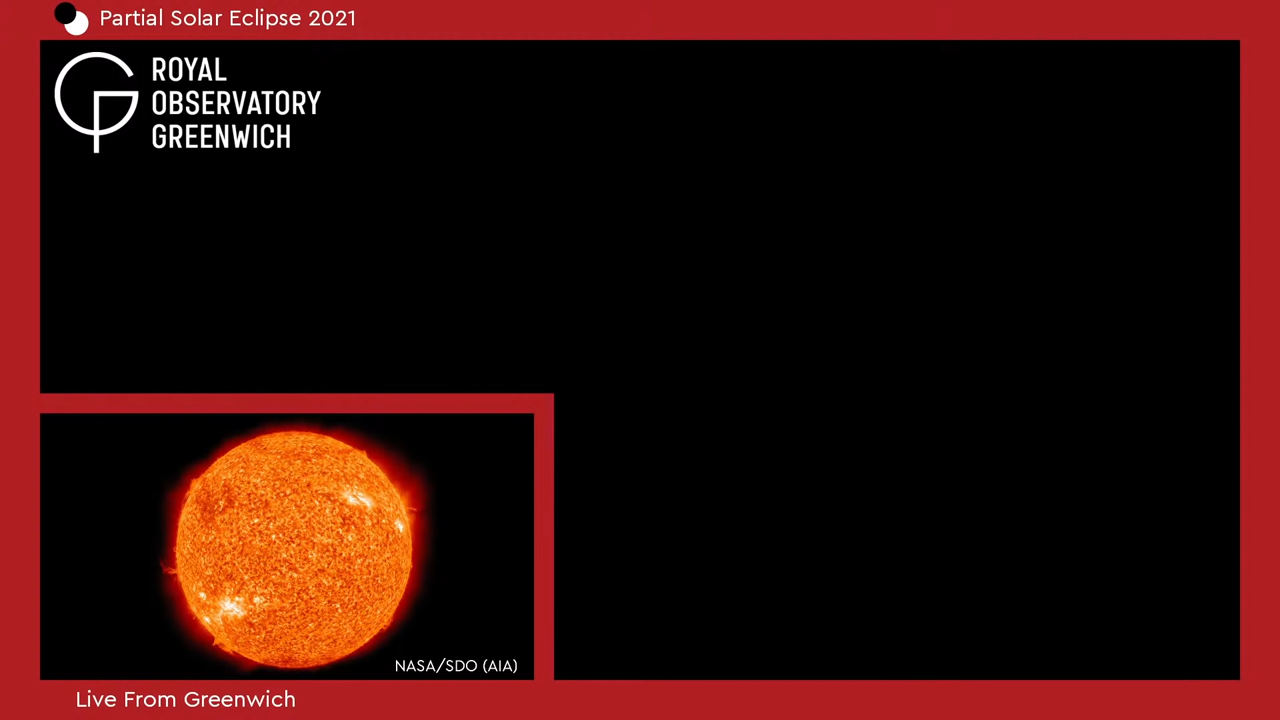 Partial Solar Eclipse 2021
ROYAL
OBSERVATORY
GREENWICH
NASA/SDO (AIA)
Live From Greenwich